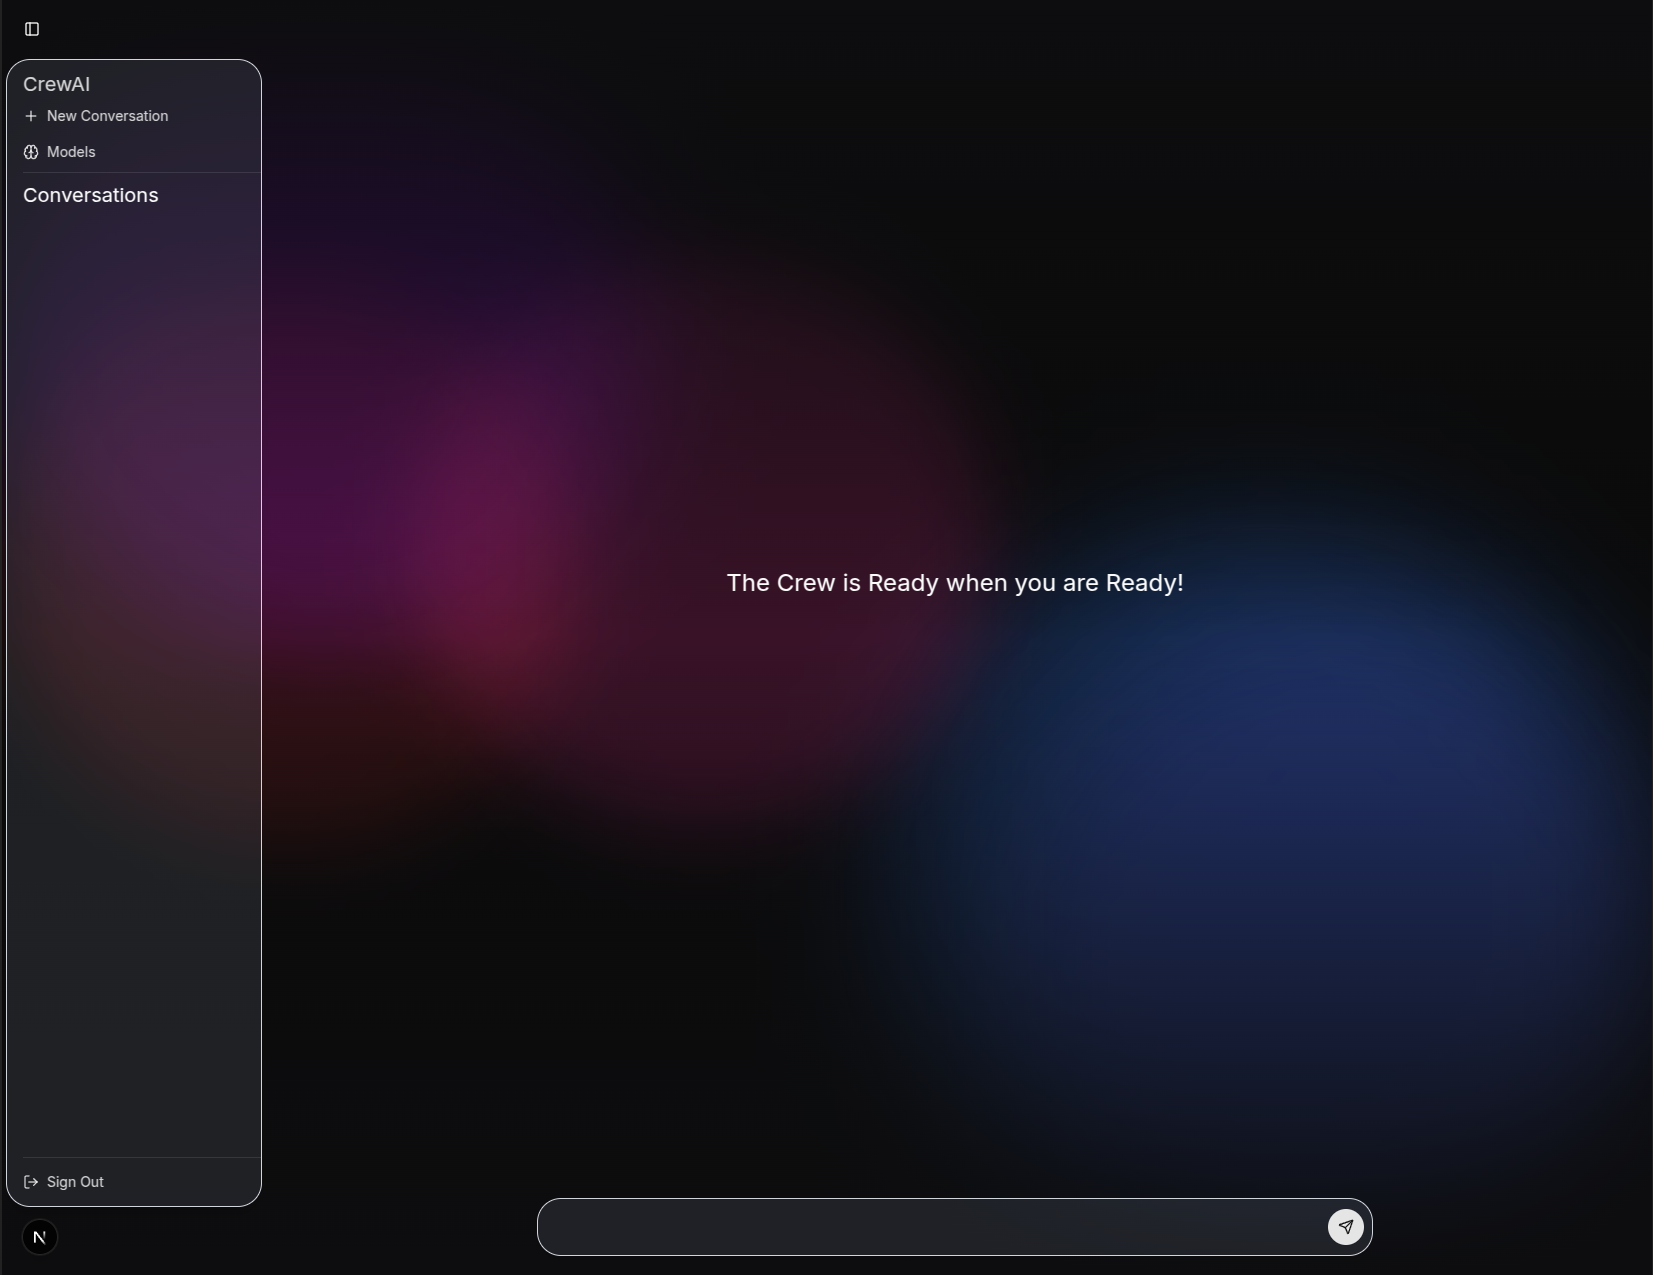 CrewAI
New Conversation
Models
Conversations
The Crew is Ready when you are Ready!
Sign Out
N